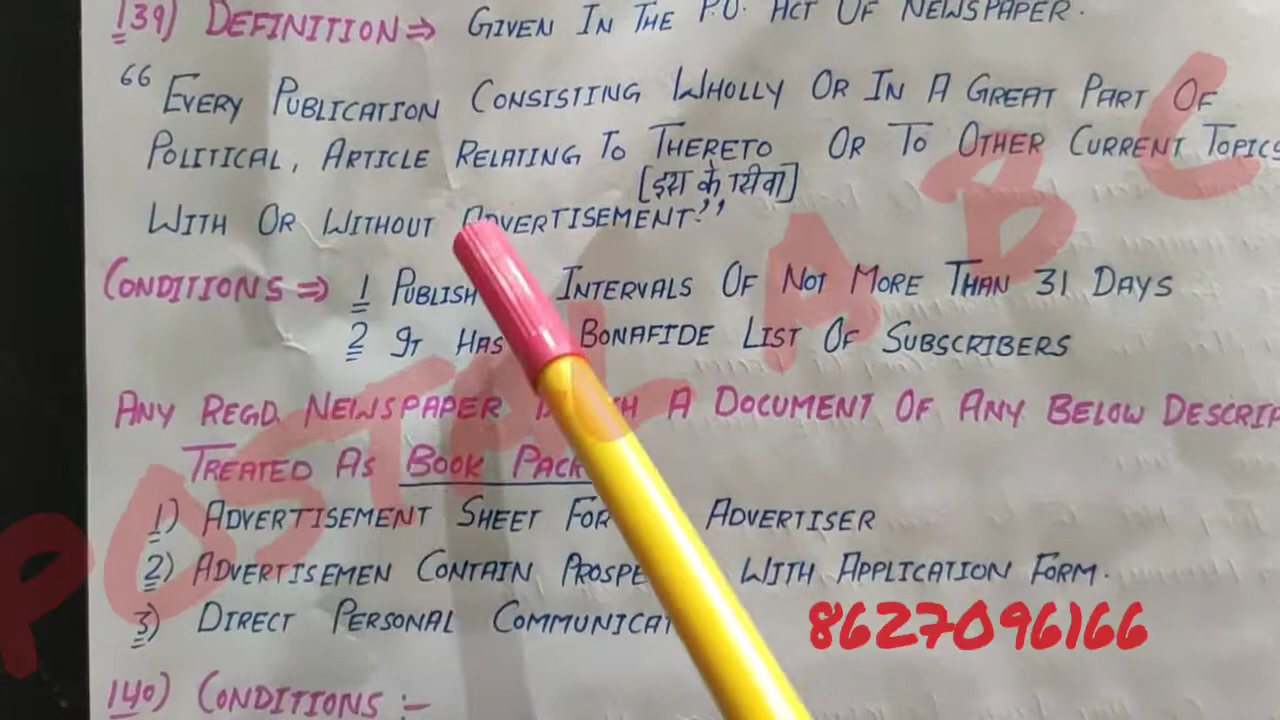 139) DEFINITION⇒ GIVEN IN THE P.O. ACT OF NEWSPAPER.
“EVERY PUBLICATION CONSISTING WHOLLY OR IN A GREAT PART OF
POLITICAL, ARTICLE RELATING TO THERETO OR TO OTHER CURRENT TOPICS
[इस के सिवा]
WITH OR WITHOUT ADVERTISEMENT.”
CONDITIONS ⇒ 1 PUBLISH INTERVALS OF NOT MORE THAN 31 DAYS
2 IT HAS BONAFIDE LIST OF SUBSCRIBERS
ANY REGD. NEWSPAPER A DOCUMENT OF ANY BELOW DESCRIP
TREATED AS BOOK PACK
1) ADVERTISEMENT SHEET FOR ADVERTISER
2) ADVERTISEMEN CONTAIN PROSPE WITH APPLICATION FORM.
3) DIRECT PERSONAL COMMUNICAT
8627096166
140) CONDITIONS :-
POSTAL ABC